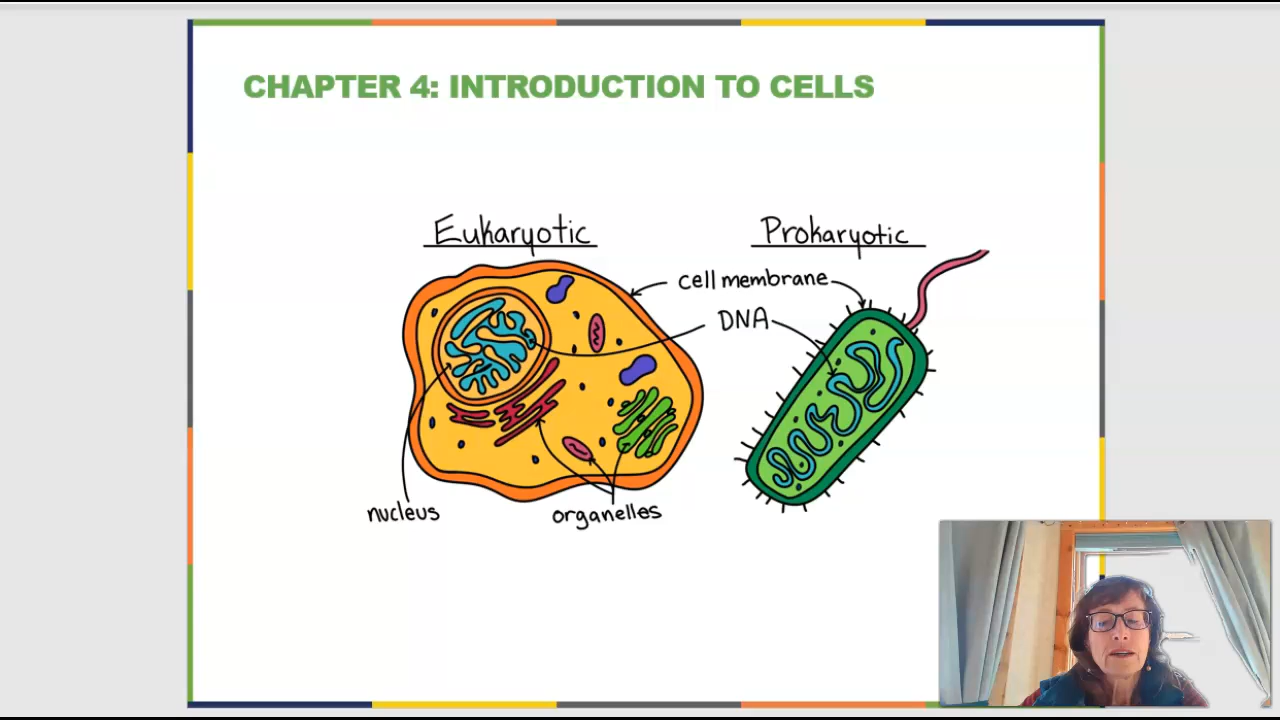 CHAPTER 4: INTRODUCTION TO CELLS
Eukaryotic
Prokaryotic
cell membrane
DNA
nucleus
organelles